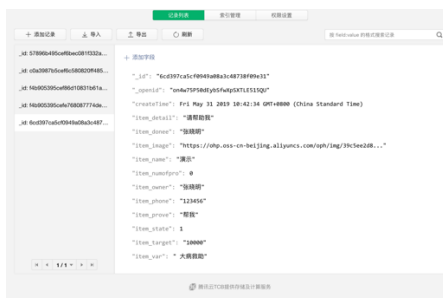 记录列表 索引管理 权限设置
+ 添加记录 导入 导出 刷新 按 field:value 的格式搜索记录
+ 添加字段
_id: 57896b495cef6bec081f332a...
_id: c0a3987b5cef6c580820ff485...
_id: f4b905395cef86d10831b61a...
_id: f4b905395cefe768087774da...
_id: 6cd397ca5cf0949a08a3c487...
"_id": "6cd397ca5cf0949a08a3c48738f09e31"
"_openid": "on4w75P50dEybSfwXpSXTLE515QU"
"createTime": Fri May 31 2019 10:42:34 GMT+0800 (China Standard Time)
"item_detail": "请帮助我"
"item_donee": "张晓明"
"item_image": "https://ohp.oss-cn-beijing.aliyuncs.com/oph/img/39c5ee2d8..."
"item_name": "演示"
"item_numofpro": 0
"item_owner": "张晓明"
"item_phone": "123456"
"item_prove": "帮我"
"item_state": 1
"item_target": "10000"
"item_var": " 大病救助"
1/1
腾讯云TCB提供存储及计算服务